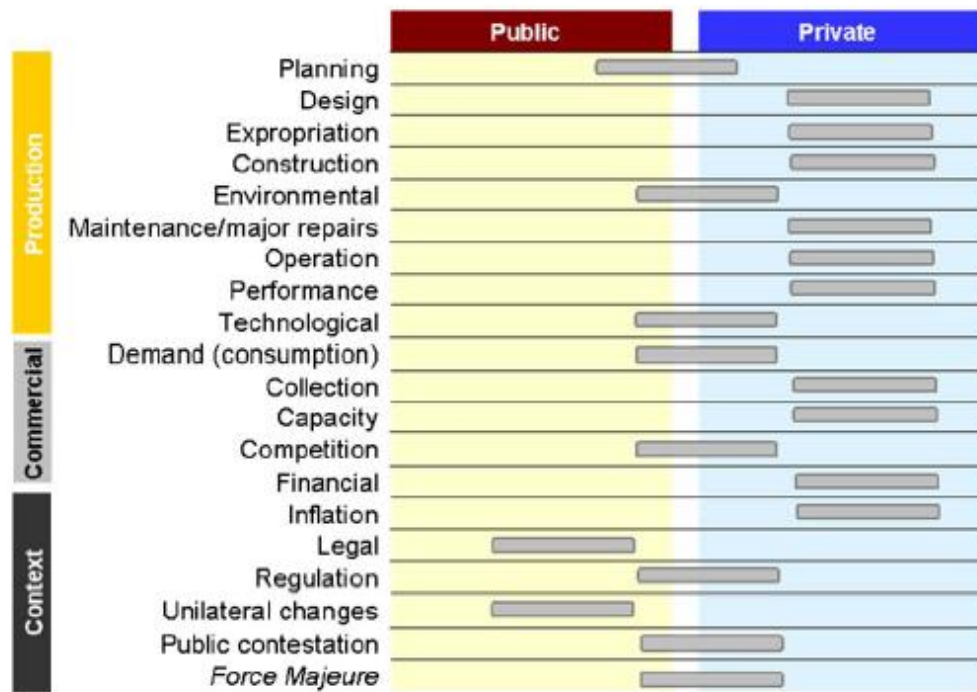 Public Private
Production
Planning
Design
Expropriation
Construction
Environmental
Maintenance/major repairs
Operation
Performance
Technological
Commercial
Demand (consumption)
Collection
Capacity
Competition
Context
Financial
Inflation
Legal
Regulation
Unilateral changes
Public contestation
Force Majeure